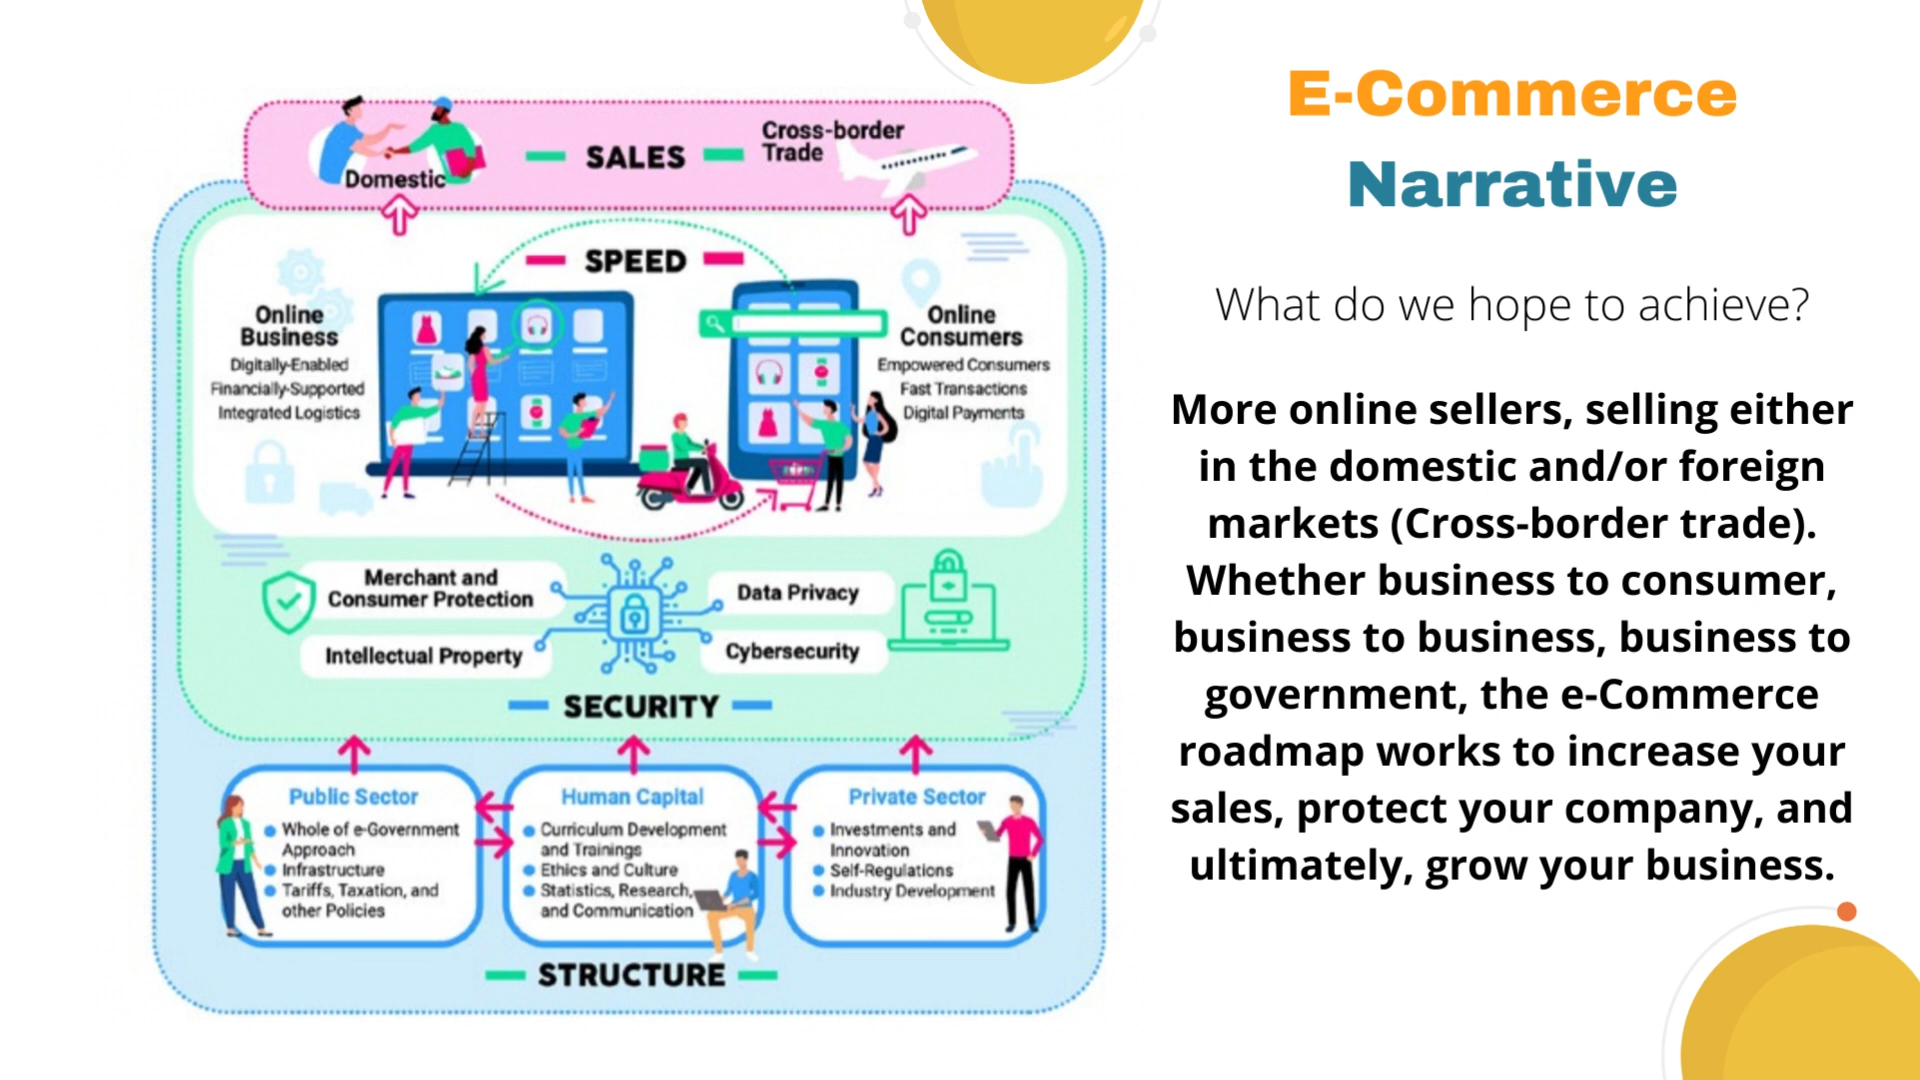 E-Commerce
Narrative
What do we hope to achieve?
More online sellers, selling either
in the domestic and/or foreign
markets (Cross-border trade).
Whether business to consumer,
business to business, business to
government, the e-Commerce
roadmap works to increase your
sales, protect your company, and
ultimately, grow your business.
Domestic
SALES
Cross-border
Trade
SPEED
Online
Business
Digitally-Enabled
Financially-Supported
Integrated Logistics
Online
Consumers
Empowered Consumers
Fast Transactions
Digital Payments
Merchant and
Consumer Protection
Intellectual Property
Data Privacy
Cybersecurity
SECURITY
Public Sector
Whole of e-Government
Approach
Infrastructure
Tariffs, Taxation, and
other Policies
Human Capital
Curriculum Development
and Trainings
Ethics and Culture
Statistics, Research,
and Communication
Private Sector
Investments and
Innovation
Self-Regulations
Industry Development
STRUCTURE